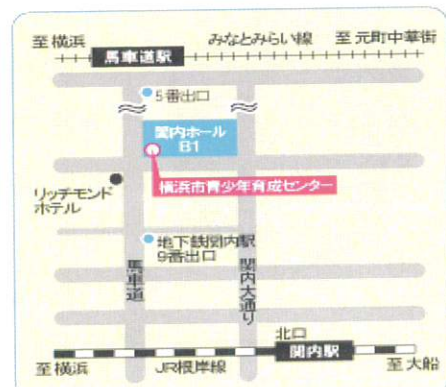 至横浜
みなとみらい線
至元町中華街
馬車道駅
5番出口
関内ホール
B1
横浜市青少年育成センター
リッチモンド
ホテル
地下鉄関内駅
9番出口
馬車道
関内大通り
北口
関内駅
至横浜
JR根岸線
至大船